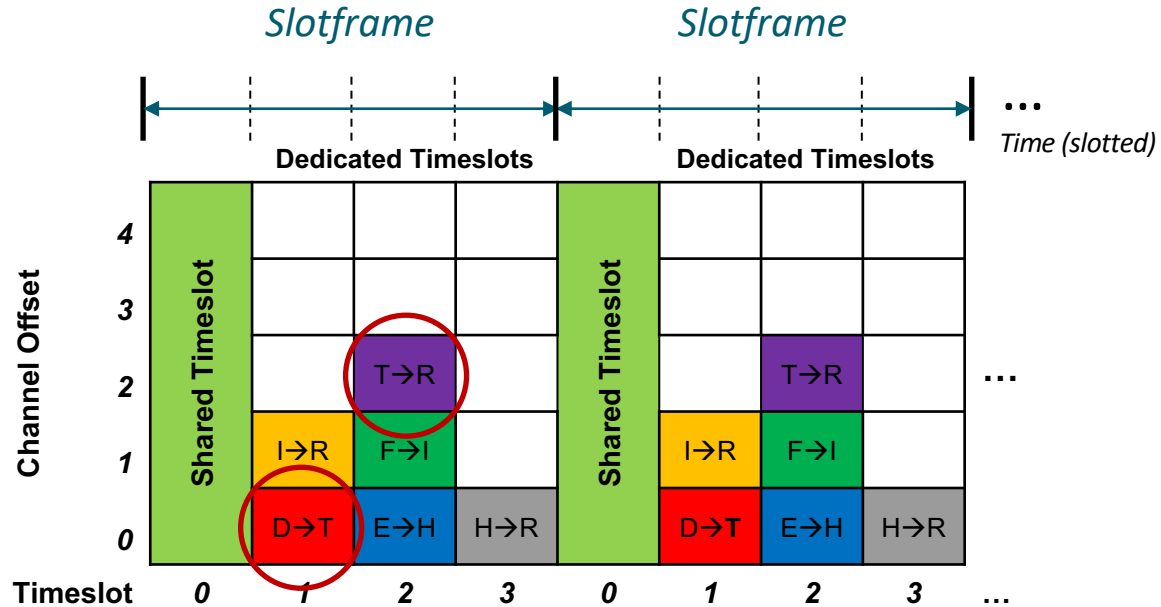 Slotframe Slotframe
...
Time (slotted)
Dedicated Timeslots Dedicated Timeslots
Channel Offset
4
3
2
1
0
Shared Timeslot
T→R
I→R F→I
D→T E→H H→R
Shared Timeslot
T→R
I→R F→I
D→T E→H H→R
...
Timeslot 0 1 2 3 0 1 2 3 ...